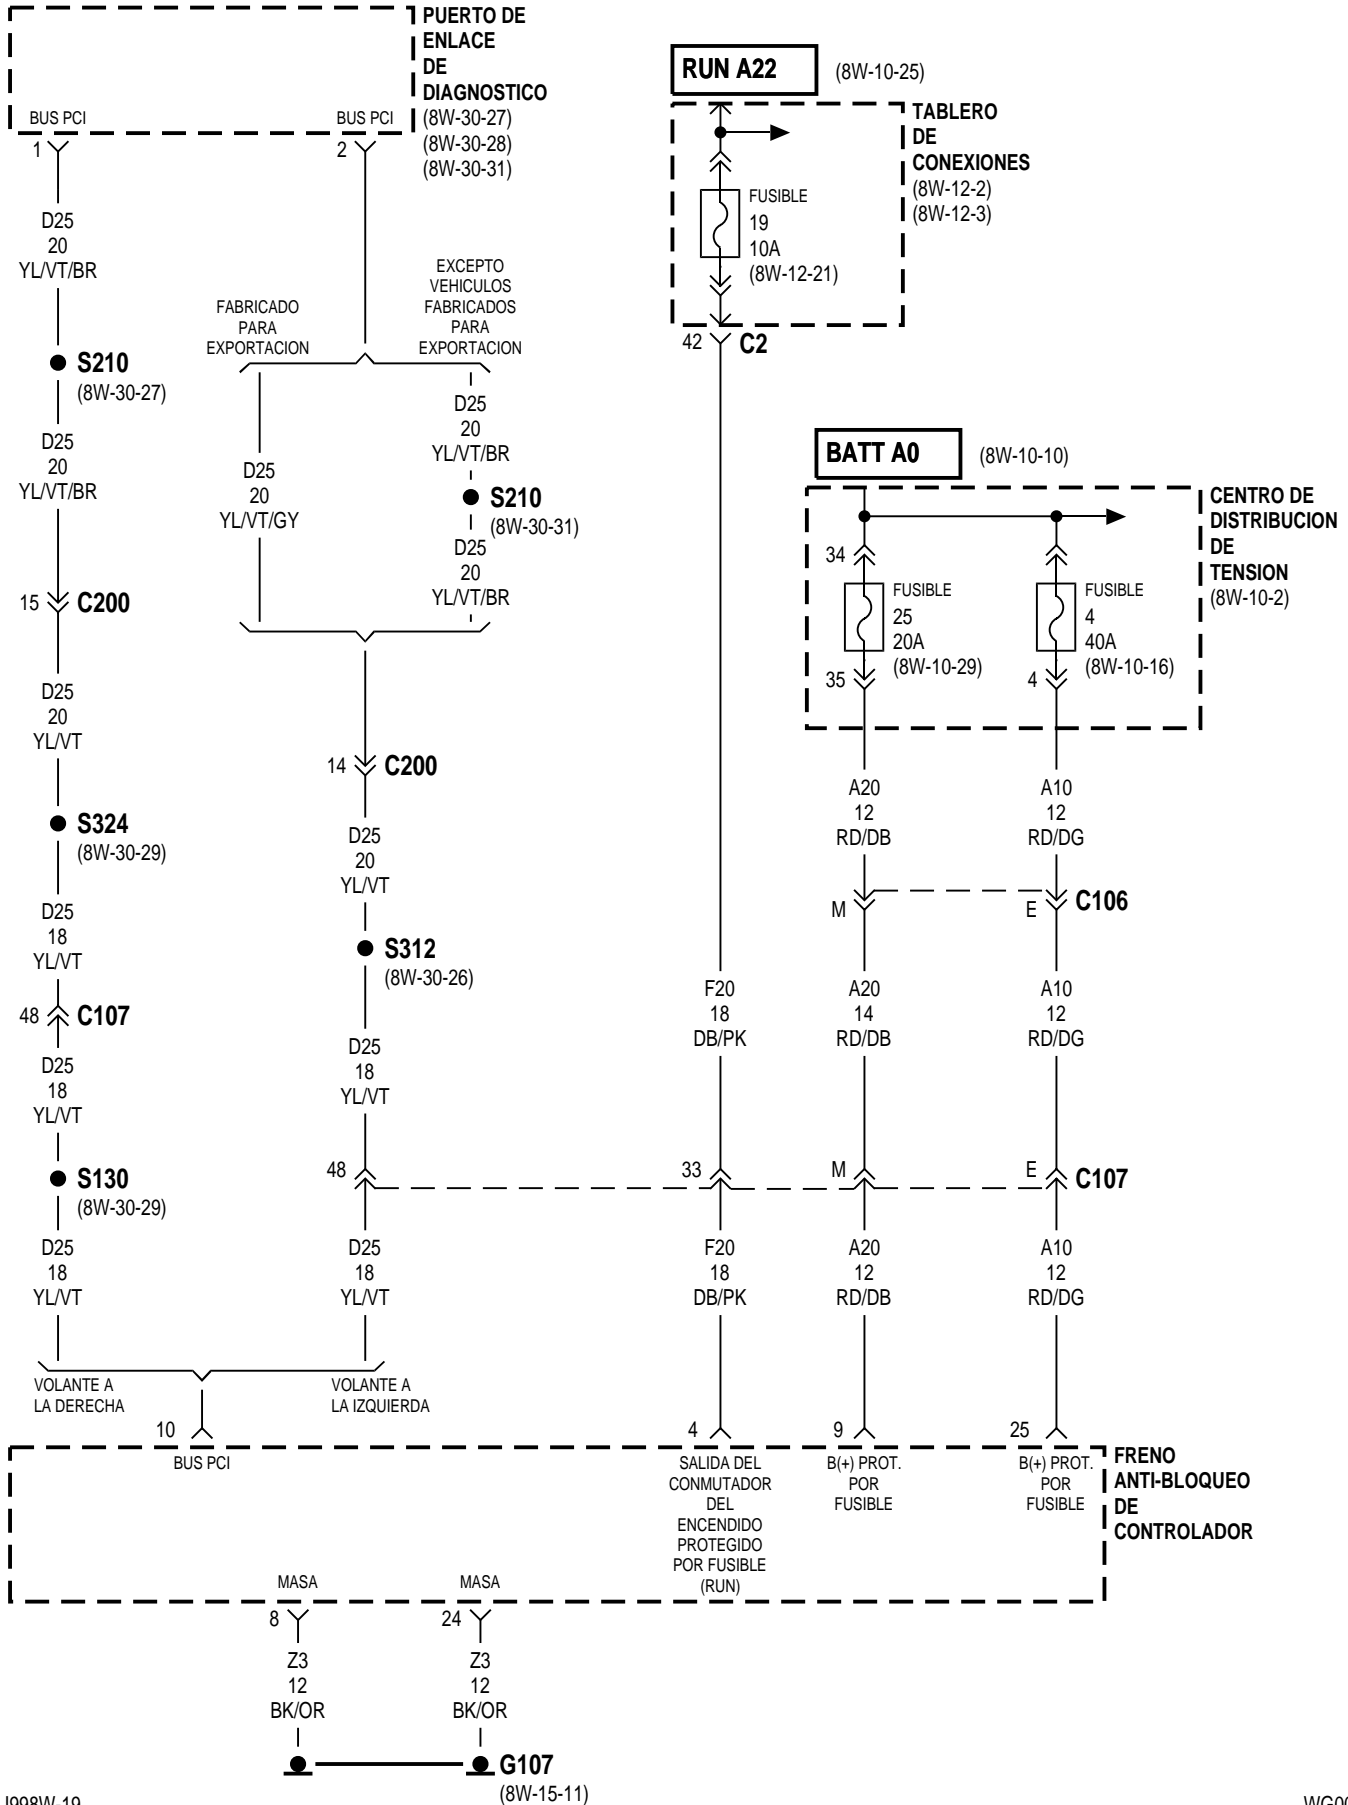 PUERTO DE
ENLACE
DE
DIAGNOSTICO
(8W-30-27)
(8W-30-28)
(8W-30-31)
BUS PCI
BUS PCI
1
2
RUN A22
(8W-10-25)
TABLERO
DE
CONEXIONES
(8W-12-2)
(8W-12-3)
FUSIBLE
19
10A
(8W-12-21)
42
C2
D25
20
YL/VT/BR
S210
(8W-30-27)
D25
20
YL/VT/BR
15
C200
D25
20
YL/VT
S324
(8W-30-29)
D25
18
YL/VT
48
C107
D25
18
YL/VT
S130
(8W-30-29)
D25
18
YL/VT
VOLANTE A
LA DERECHA
FABRICADO
PARA
EXPORTACION
D25
20
YL/VT/GY
EXCEPTO
VEHICULOS
FABRICADOS
PARA
EXPORTACION
D25
20
YL/VT/BR
S210
(8W-30-31)
D25
20
YL/VT/BR
14
C200
D25
20
YL/VT
S312
(8W-30-26)
D25
18
YL/VT
48
D25
18
YL/VT
VOLANTE A
LA IZQUIERDA
BATT A0
(8W-10-10)
CENTRO DE
DISTRIBUCION
DE
TENSION
(8W-10-2)
34
FUSIBLE
25
20A
(8W-10-29)
35
FUSIBLE
4
40A
(8W-10-16)
4
A20
12
RD/DB
A10
12
RD/DG
M
E
C106
F20
18
DB/PK
A20
14
RD/DB
A10
12
RD/DG
33
M
E
C107
F20
18
DB/PK
A20
12
RD/DB
A10
12
RD/DG
10
4
9
25
BUS PCI
SALIDA DEL
CONMUTADOR
DEL
ENCENDIDO
PROTEGIDO
POR FUSIBLE
(RUN)
B(+) PROT.
POR
FUSIBLE
B(+) PROT.
POR
FUSIBLE
FRENO
ANTI-BLOQUEO
DE
CONTROLADOR
MASA
MASA
8
24
Z3
12
BK/OR
Z3
12
BK/OR
G107
(8W-15-11)